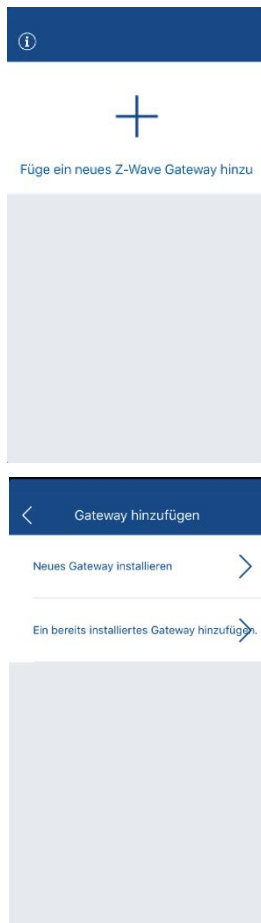 Füge ein neues Z-Wave Gateway hinzu
Gateway hinzufügen
Neues Gateway installieren
Ein bereits installiertes Gateway hinzufügen.